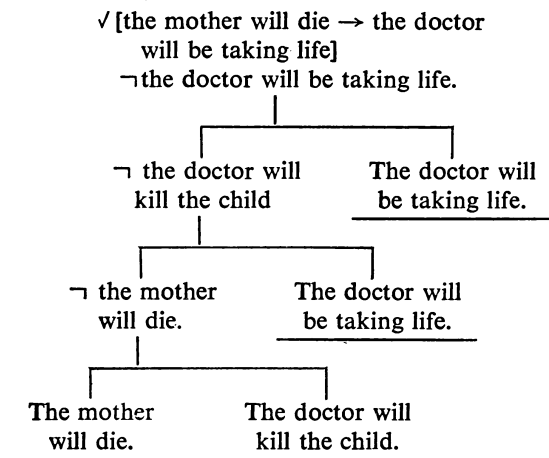 ✓ [the mother will die → the doctor
will be taking life]
¬ the doctor will be taking life.
¬ the doctor will
kill the child
The doctor will
be taking life.
¬ the mother
will die.
The doctor will
be taking life.
The mother
will die.
The doctor will
kill the child.